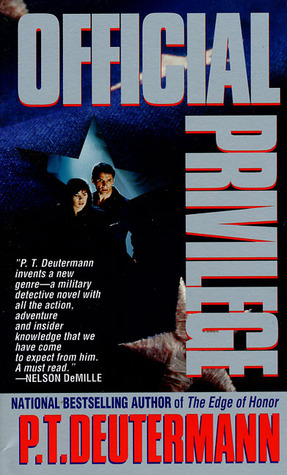 OFFICIAL
PRIVILEGE
"P. T. Deutermann
invents a new
genre—a military
detective novel with
all the action,
adventure
and insider
knowledge that we
have come
to expect from him.
A must read."
—NELSON DeMILLE
NATIONAL BESTSELLING AUTHOR OF The Edge of Honor
P.T. DEUTERMANN